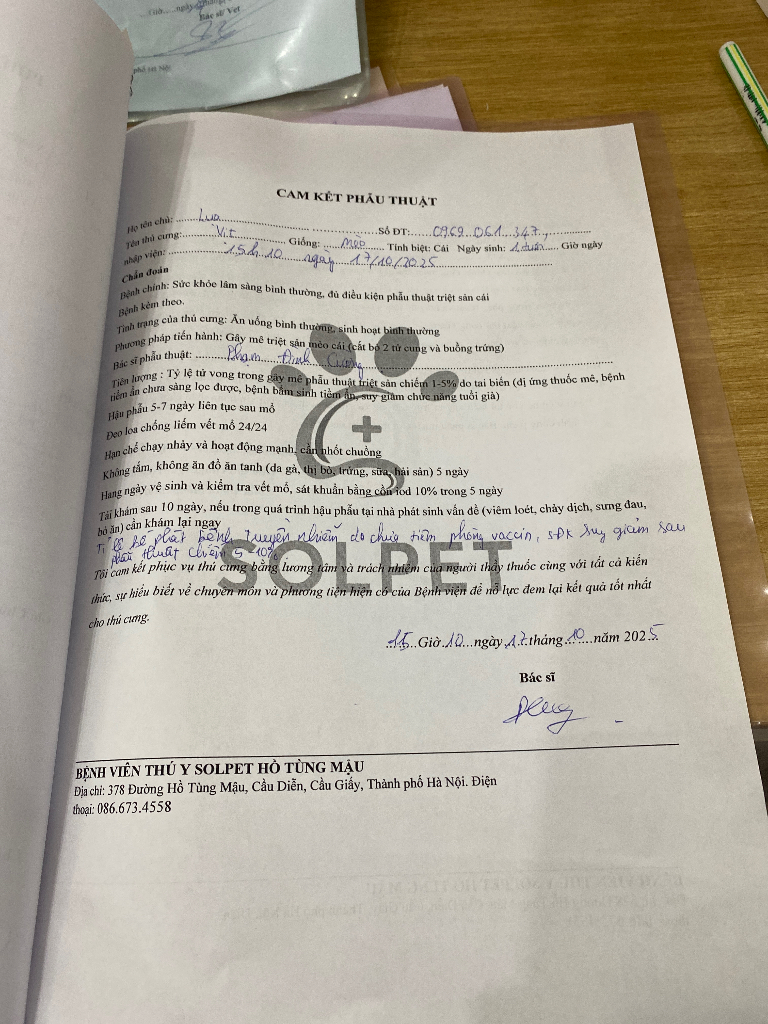 Giờ.....ngày
Bác sĩ/ Vet
phố Hà Nội
CAM KẾT PHẪU THUẬT
Họ tên chủ: Lua Số ĐT: 0969 061 347
Tên thú cưng: Vit Giống: Mèo Tính biệt: Cái Ngày sinh: 1 Giờ ngày
nhập viện: 15h10 ngày 17/10/2025
Chẩn đoán
Bệnh chính: Sức khỏe lâm sàng bình thường, đủ điều kiện phẫu thuật triệt sản cái
Bệnh kèm theo.
Tình trạng của thú cưng: Ăn uống bình thường, sinh hoạt bình thường
Phương pháp tiến hành: Gây mê triệt sản mèo cái (cắt bỏ 2 tử cung và buồng trứng)
Bác sĩ phẫu thuật: Phạm Đình Cương
Tiên lượng : Tỷ lệ tử vong trong gây mê phẫu thuật triệt sản chiếm 1-5% do tai biến (dị ứng thuốc mê, bệnh
tiềm ẩn chưa sàng lọc được, bệnh bẩm sinh tiềm ẩn, suy giảm chức năng tuổi già)
Hậu phẫu 5-7 ngày liên tục sau mổ
Đeo loa chống liếm vết mổ 24/24
Hạn chế chạy nhảy và hoạt động mạnh, cần nhốt chuồng
Không tắm, không ăn đồ ăn tanh (da gà, thị bò, trứng, sữa, hải sản) 5 ngày
Hang ngày vệ sinh và kiểm tra vết mổ, sát khuẩn bằng cồn iod 10% trong 5 ngày
Tái khám sau 10 ngày, nếu trong quá trình hậu phẫu tại nhà phát sinh vấn đề (viêm loét, chảy dịch, sưng đau,
bỏ ăn) cần khám lại ngay
Tỉ lệ bệ phát bệnh truyền nhiễm do chưa tiêm phòng vaccin, SĐK suy giảm sau
phẫu thuật chiếm 5-10%
SOLPET
Tôi cam kết phục vụ thú cưng bằng lương tâm và trách nhiệm của người thầy thuốc cùng với tất cả kiến
thức, sự hiểu biết về chuyên môn và phương tiện hiện có của Bệnh viện để nỗ lực đem lại kết quả tốt nhất
cho thú cưng.
15 Giờ 10 ngày 17 tháng 10 năm 2025
Bác sĩ
BỆNH VIÊN THÚ Y SOLPET HỒ TÙNG MẬU
Địa chỉ: 378 Đường Hồ Tùng Mậu, Cầu Diễn, Cầu Giấy, Thành phố Hà Nội. Điện
thoại: 086.673.4558